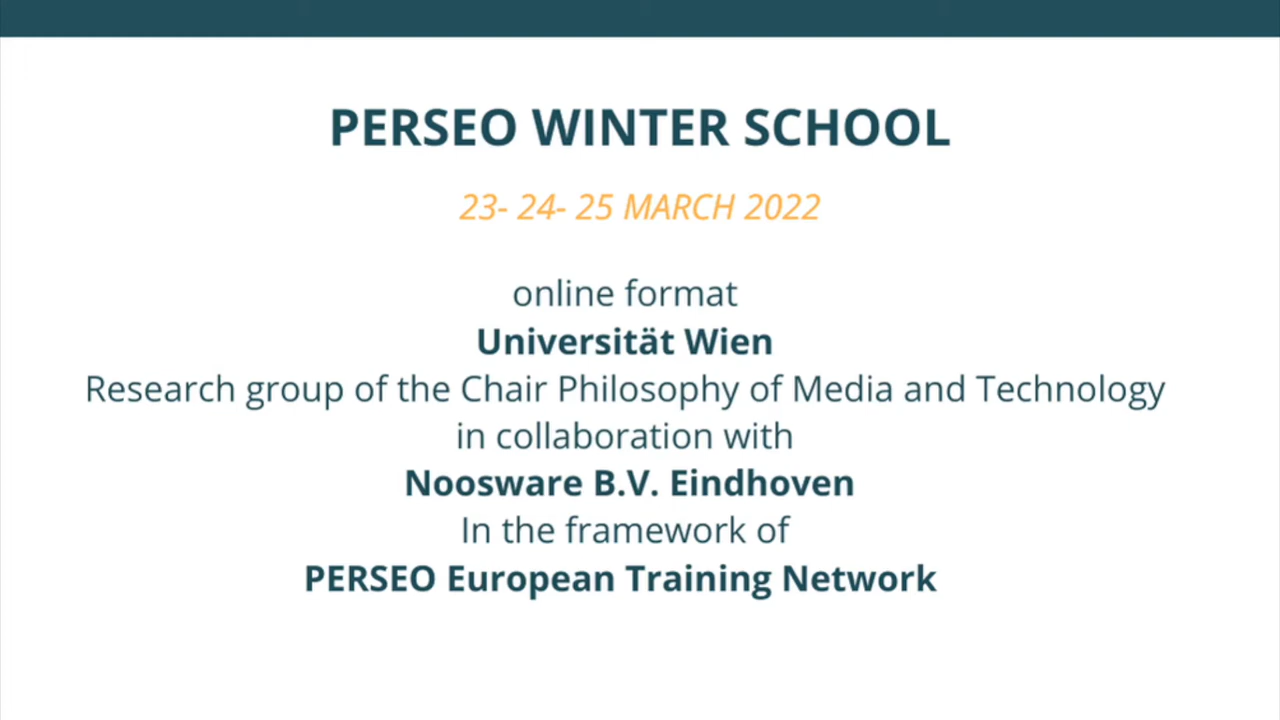 PERSEO WINTER SCHOOL
23- 24- 25 MARCH 2022
online format
Universität Wien
Research group of the Chair Philosophy of Media and Technology
in collaboration with
Noosware B.V. Eindhoven
In the framework of
PERSEO European Training Network